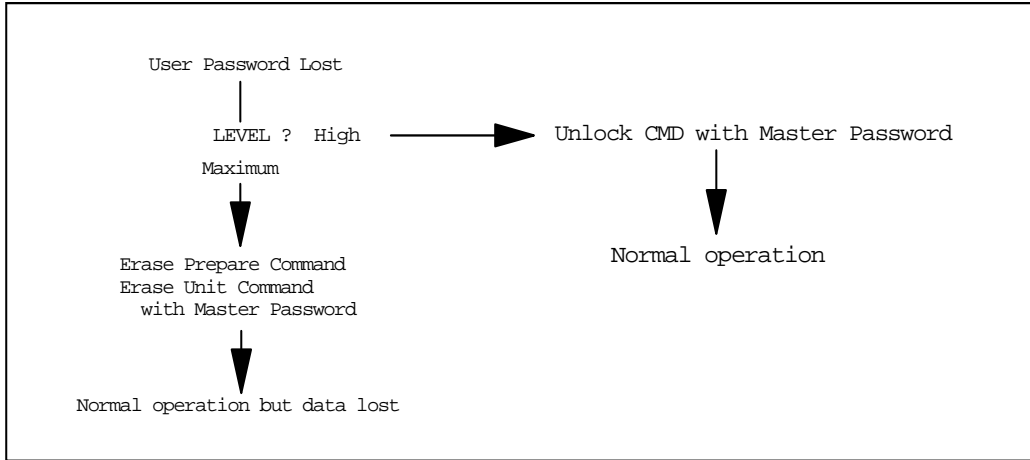 User Password Lost
LEVEL ? High
Unlock CMD with Master Password
Maximum
Normal operation
Erase Prepare Command
Erase Unit Command
with Master Password
Normal operation but data lost